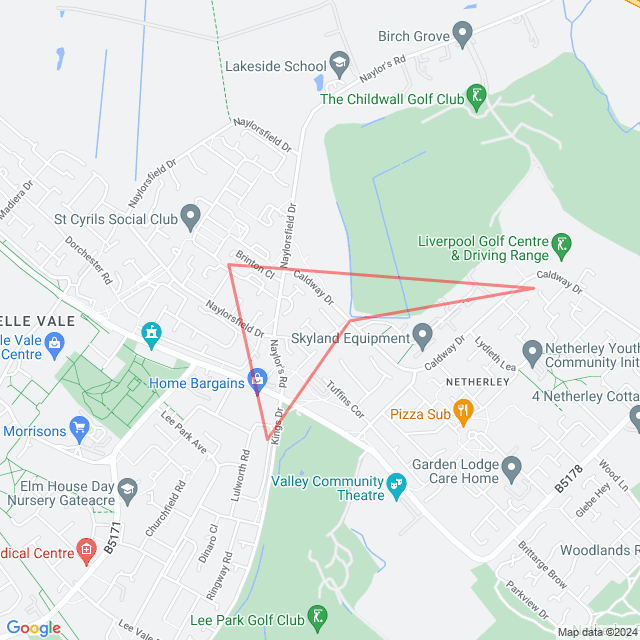 Birch Grove
Lakeside School
Naylor's Rd
The Childwall Golf Club
Naylorsfield Dr
Naylorsfield Dr
Madiera Dr
St Cyrils Social Club
Naylorsfield Dr
Dorchester Rd
Brinton Cl
Caldway Dr
Liverpool Golf Centre
& Driving Range
Caldway Dr
Naylorsfield Dr
ELLE VALE
lle Vale
Centre
Skyland Equipment
Caldway Dr
Lydieth Lea
Netherley Youth
Community Init
Naylor's Rd
Home Bargains
Tuffins Cor
NETHERLEY
4 Netherley Cotta
Pizza Sub
Morrisons
Lee Park Ave
Kings Dr
Garden Lodge
Care Home
B5178
Wood Ln
Glebe Hey
Elm House Day
Nursery Gateacre
Lulworth Rd
Valley Community
Theatre
Churchfield Rd
B5171
dical Centre
Dinaro Cl
Ringway Rd
Brittarge Brow
Woodlands R
Parkview Dr
Lee Vale
Lee Park Golf Club
Google
Map data ©2024